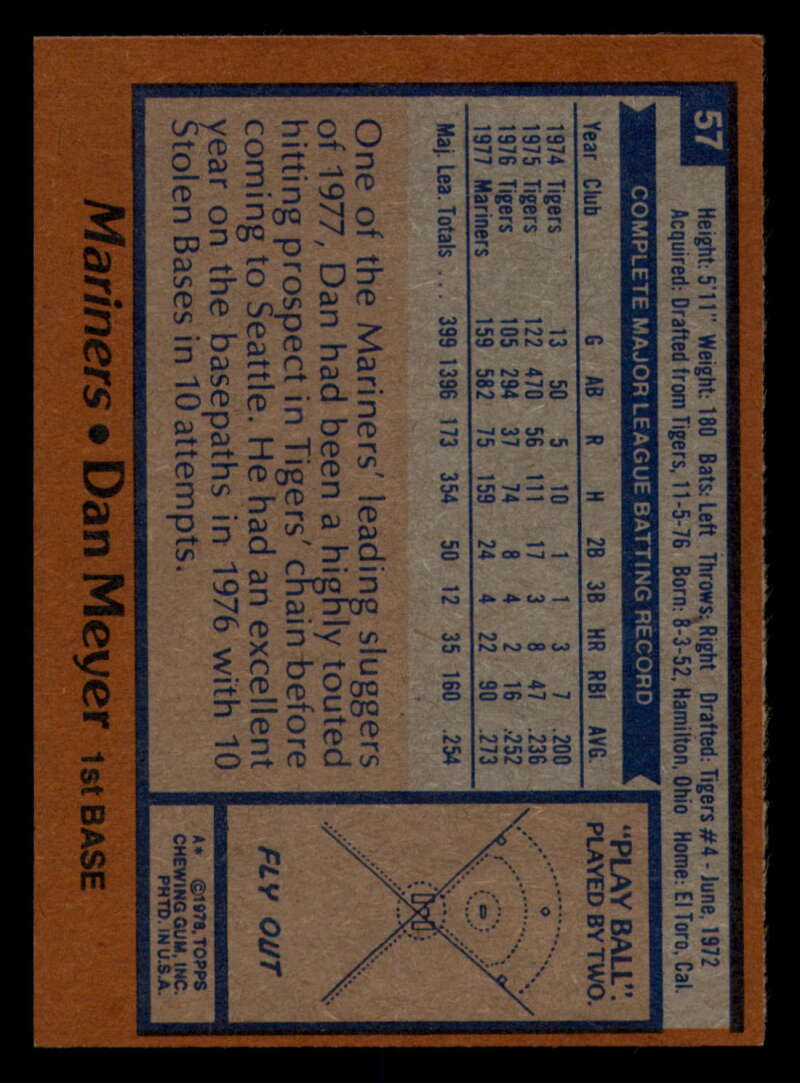 57
Height: 5'11" Weight: 180 Bats: Left Throws: Right Drafted: Tigers #4 - June, 1972
Acquired: Drafted from Tigers, 11-5-76 Born: 8-3-52, Hamilton, Ohio Home: El Toro, Cal.
COMPLETE MAJOR LEAGUE BATTING RECORD
Year Club G AB R H 2B 3B HR RBI AVG.
1974 Tigers 13 50 5 10 1 1 3 7 .200
1975 Tigers 122 470 56 111 17 3 8 47 .236
1976 Tigers 105 294 37 74 8 4 2 16 .252
1977 Mariners 159 582 75 159 24 4 22 90 .273
Maj. Lea. Totals ... 399 1396 173 354 50 12 35 160 .254
One of the Mariners' leading sluggers
of 1977, Dan had been a highly touted
hitting prospect in Tigers' chain before
coming to Seattle. He had an excellent
year on the basepaths in 1976 with 10
Stolen Bases in 10 attempts.
"PLAY BALL".
PLAYED BY TWO.
FLY OUT
A* ©1978, TOPPS
CHEWING GUM, INC.
PRTD. IN U.S.A.
Mariners • Dan Meyer 1st BASE